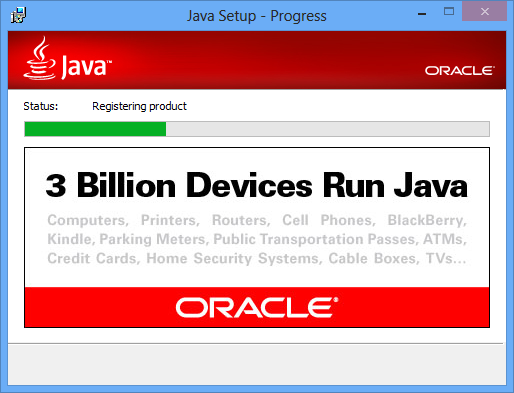 Java Setup - Progress
Java™
ORACLE®
Status: Registering product
3 Billion Devices Run Java
Computers, Printers, Routers, Cell Phones, BlackBerry,
Kindle, Parking Meters, Public Transportation Passes, ATMs,
Credit Cards, Home Security Systems, Cable Boxes, TVs...
ORACLE®